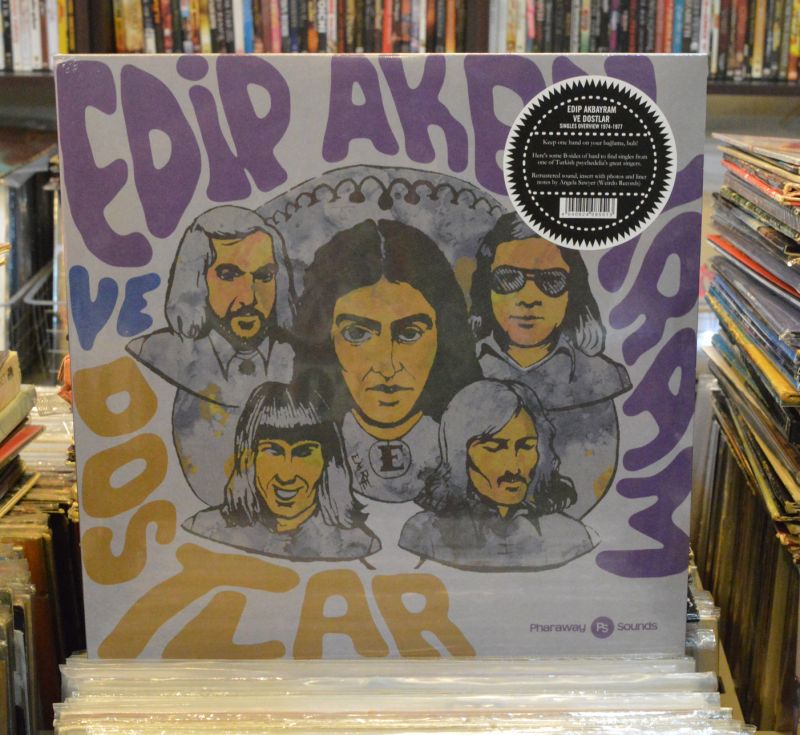 EDİP AKBAYRAM
VE
DOSTLAR
E
EDIP AKBAYRAM
VE DOSTLAR
SINGLES OVERVIEW 1974-1977
Keep one hand on your bağlama, bub!
Here's some B-sides of hard to find singles from
one of Turkish psychedelia's great singers.
Remastered sound, insert with photos and liner
notes by Angela Sawyer (Weirdo Records).
Pharaway PS Sounds